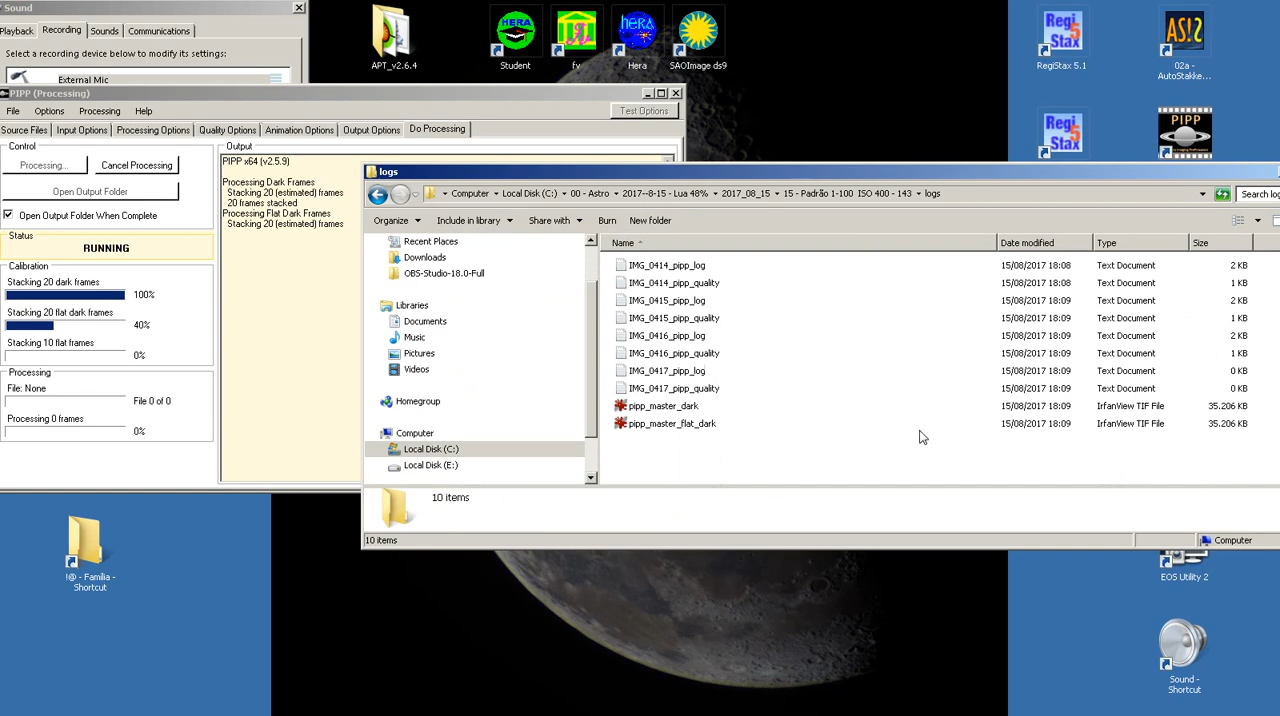 Sound
Playback Recording Sounds Communications
Select a recording device below to modify its settings:
External Mic
APT_v2.6.4
HERA
Student
fv
hera
Hera
SAOImage ds9
Regi Stax
RegiStax 5.1
AS!2
02a - AutoStakke...
Regi Stax 5
PIPP
PIPP (Processing)
File Options Processing Help
Test Options
Source Files Input Options Processing Options Quality Options Animation Options Output Options Do Processing
Control
Processing... Cancel Processing
Open Output Folder
Open Output Folder When Complete
Status
RUNNING
Calibration
Stacking 20 dark frames
100%
Stacking 20 flat dark frames
40%
Stacking 10 flat frames
0%
Processing
File: None
File 0 of 0
Processing 0 frames
0%
Output
PIPP x64 (v2.5.9)
Processing Dark Frames
Stacking 20 (estimated) frames
20 frames stacked
Processing Flat Dark Frames
Stacking 20 (estimated) frames
logs
Computer Local Disk (C:) 00 - Astro 2017--8-15 - Lua 48% 2017_08_15 15 - Padrão 1-100 ISO 400 - 143 logs
Search log
Organize Include in library Share with Burn New folder
Recent Places
Downloads
OBS-Studio-18.0-Full
Libraries
Documents
Music
Pictures
Videos
Homegroup
Computer
Local Disk (C:)
Local Disk (E:)
Name Date modified Type Size
IMG_0414_pipp_log 15/08/2017 18:08 Text Document 2 KB
IMG_0414_pipp_quality 15/08/2017 18:08 Text Document 1 KB
IMG_0415_pipp_log 15/08/2017 18:09 Text Document 2 KB
IMG_0415_pipp_quality 15/08/2017 18:09 Text Document 1 KB
IMG_0416_pipp_log 15/08/2017 18:09 Text Document 2 KB
IMG_0416_pipp_quality 15/08/2017 18:09 Text Document 1 KB
IMG_0417_pipp_log 15/08/2017 18:09 Text Document 0 KB
IMG_0417_pipp_quality 15/08/2017 18:09 Text Document 0 KB
pipp_master_dark 15/08/2017 18:09 IrfanView TIF File 35.206 KB
pipp_master_flat_dark 15/08/2017 18:09 IrfanView TIF File 35.206 KB
10 items
10 items
Computer
!@ - Família - Shortcut
EOS Utility 2
Sound - Shortcut